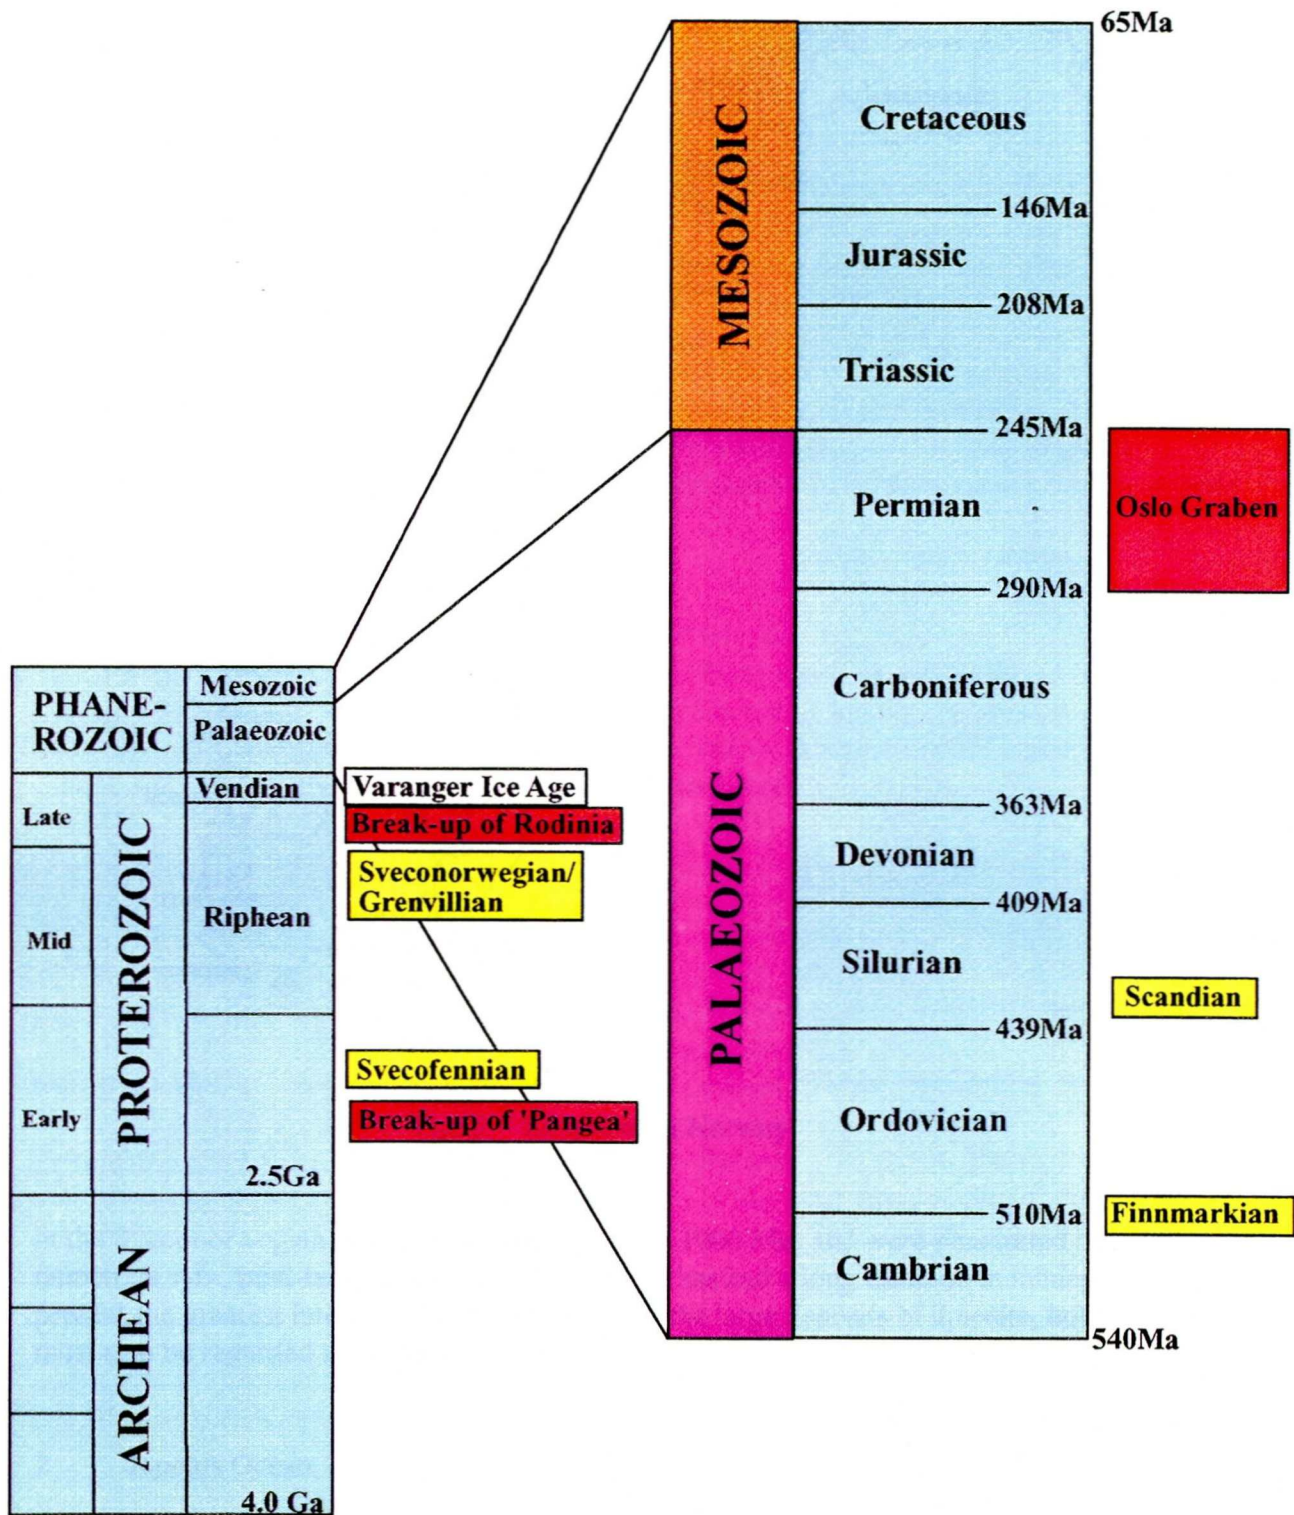 65Ma
MESOZOIC
Cretaceous
146Ma
Jurassic
208Ma
Triassic
245Ma
PALAEOZOIC
Permian
Oslo Graben
290Ma
Carboniferous
363Ma
Devonian
409Ma
Silurian
Scandian
439Ma
Ordovician
510Ma
Finnmarkian
Cambrian
540Ma
PHANE-
ROZOIC
Mesozoic
Palaeozoic
PROTEROZOIC
Late
Vendian
Varanger Ice Age
Break-up of Rodinia
Sveconorwegian/
Grenvillian
Mid
Riphean
Svecofennian
Early
Break-up of 'Pangea'
2.5Ga
ARCHEAN
4.0 Ga